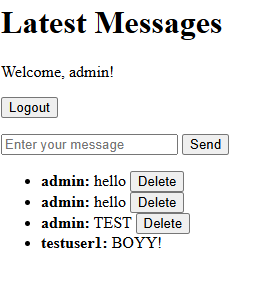 Latest Messages
Welcome, admin!
Logout
Enter your message Send
admin: hello Delete
admin: hello Delete
admin: TEST Delete
testuser1: BOYY!